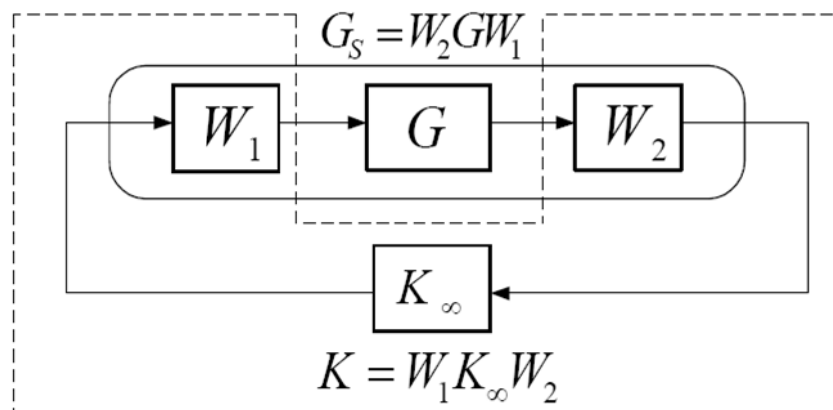 G_S = W_2GW_1
W_1
G
W_2
K_∞
K = W_1K_∞W_2